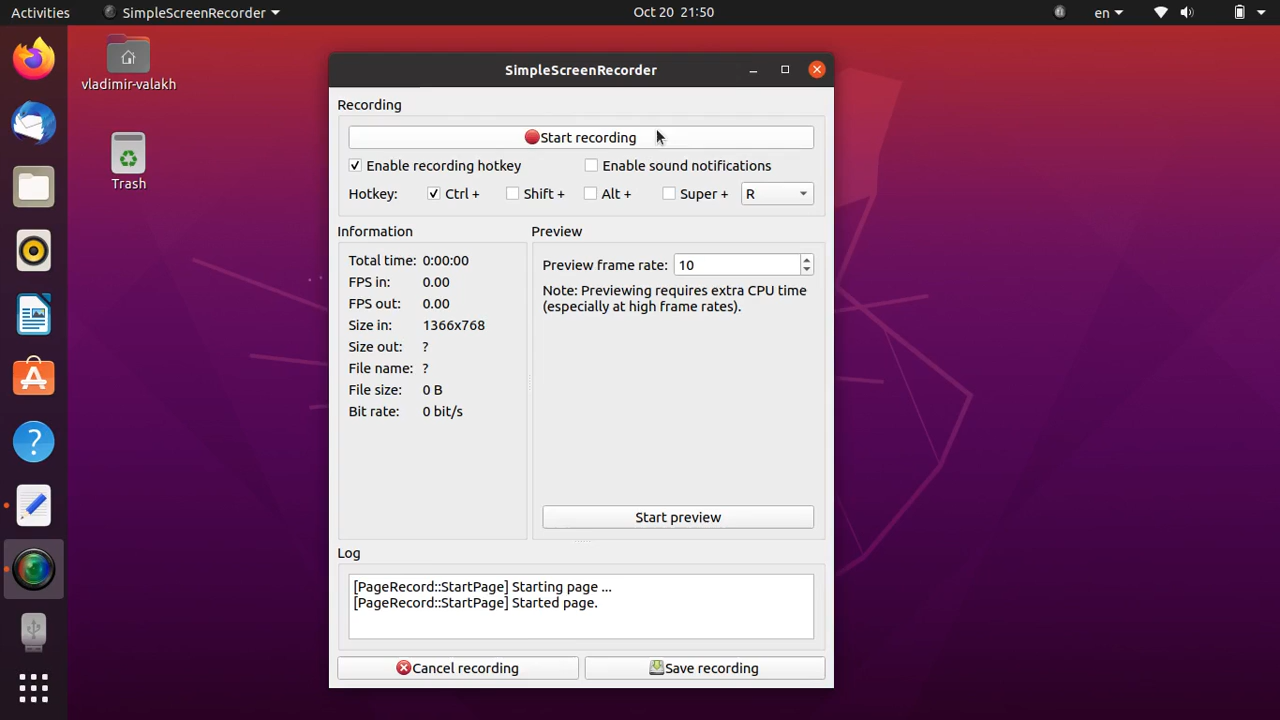 Activities SimpleScreenRecorder Oct 20 21:50 en
vladimir-valakh
Trash
SimpleScreenRecorder
Recording
Start recording
Enable recording hotkey Enable sound notifications
Hotkey: Ctrl + Shift + Alt + Super + R
Information
Total time: 0:00:00
FPS in: 0.00
FPS out: 0.00
Size in: 1366x768
Size out: ?
File name: ?
File size: 0 B
Bit rate: 0 bit/s
Preview
Preview frame rate: 10
Note: Previewing requires extra CPU time
(especially at high frame rates).
Start preview
Log
[PageRecord::StartPage] Starting page ...
[PageRecord::StartPage] Started page.
Cancel recording Save recording